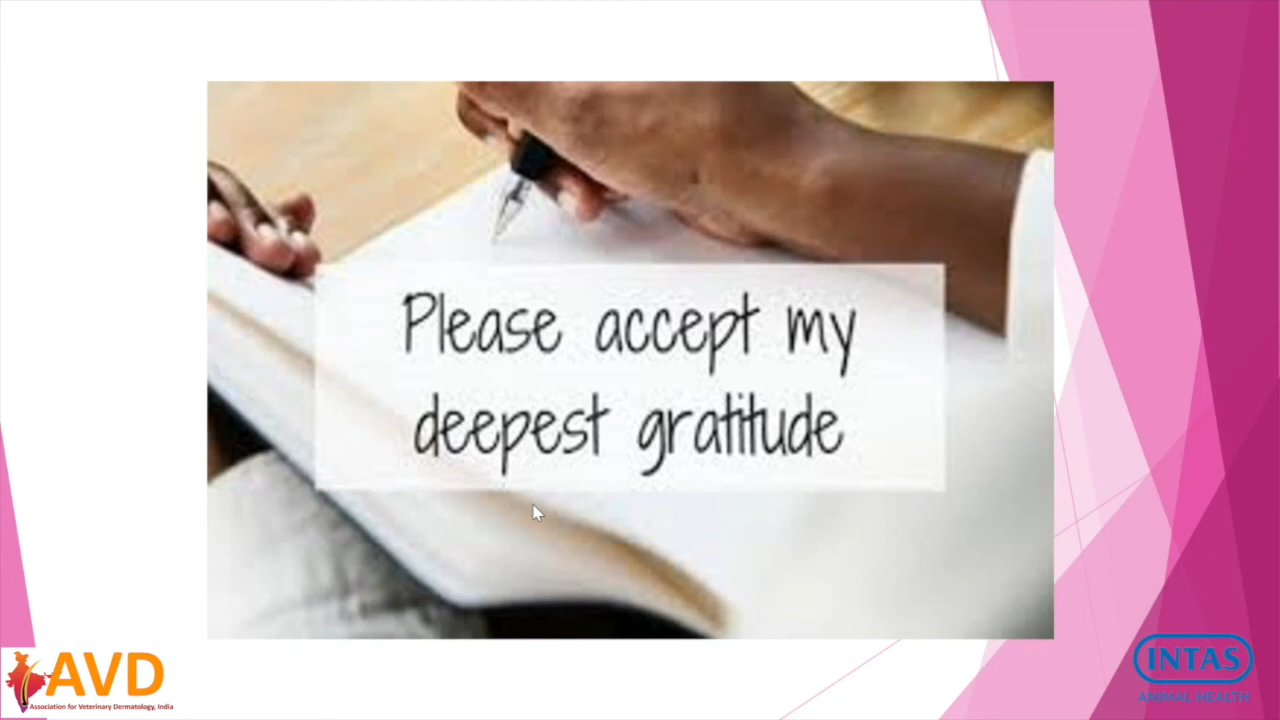 Please accept my
deepest gratitude
AVD
Association for Veterinary Dermatology, India
INTAS
ANIMAL HEALTH